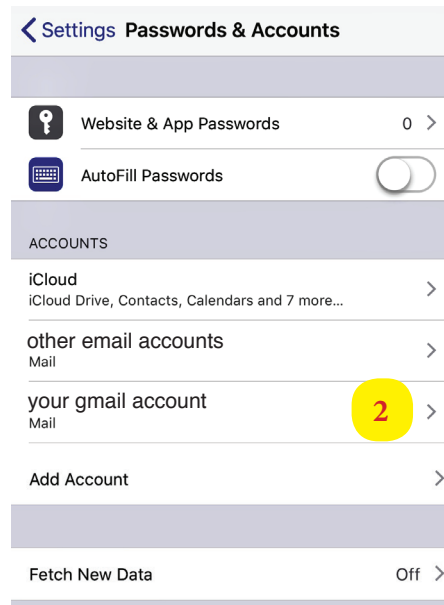 Settings Passwords & Accounts
Website & App Passwords 0
AutoFill Passwords
ACCOUNTS
iCloud
iCloud Drive, Contacts, Calendars and 7 more...
other email accounts
Mail
your gmail account
Mail
2
Add Account
Fetch New Data Off